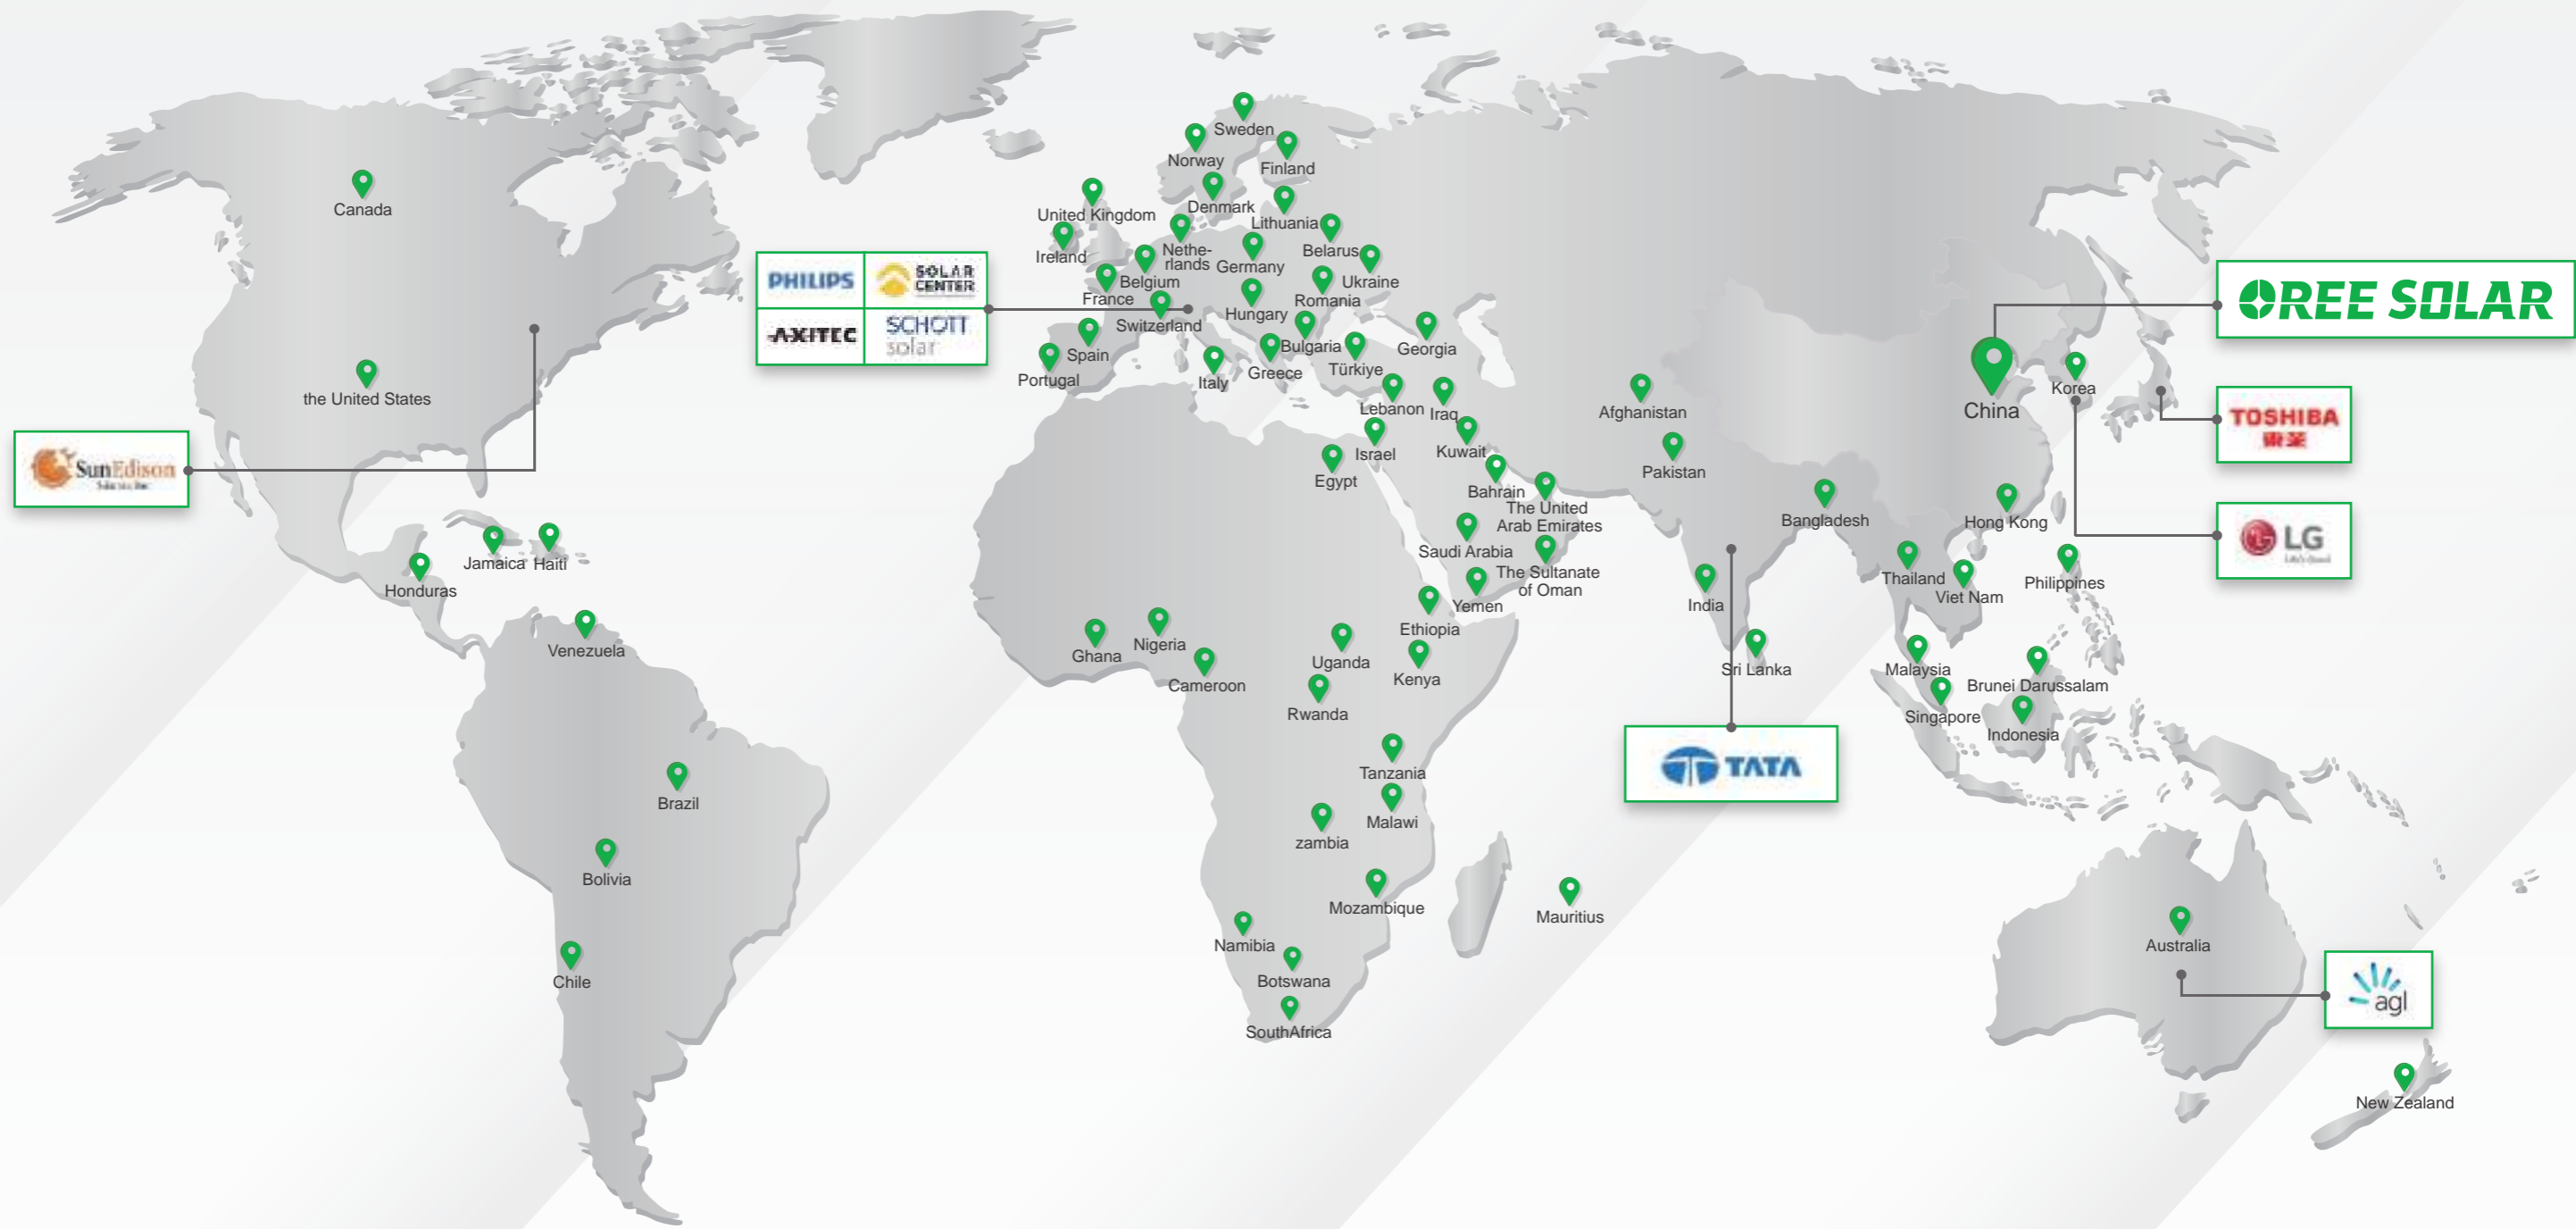 Sweden
Norway
Finland
Canada
United Kingdom
Denmark
Lithuania
Ireland
Nethe-
rlands
Germany
Belarus
Ukraine
Belgium
France
Romania
Switzerland
Hungary
Bulgaria
Georgia
Spain
Portugal
Italy
Greece
Türkiye
Lebanon
Iraq
Afghanistan
China
Korea
PHILIPS
SOLAR
CENTER
AXITEC
SCHOTT
solar
REE SOLAR
TOSHIBA
東芝
LG
the United States
SunEdison
Israel
Kuwait
Egypt
Pakistan
Bahrain
The United
Arab Emirates
Bangladesh
Hong Kong
Saudi Arabia
The Sultanate
of Oman
Yemen
India
Thailand
Viet Nam
Philippines
Jamaica
Haiti
Honduras
Venezuela
Ghana
Nigeria
Cameroon
Ethiopia
Uganda
Kenya
Rwanda
Sri Lanka
Malaysia
Brunei Darussalam
Singapore
Indonesia
TATA
Tanzania
Malawi
zambia
Brazil
Bolivia
Chile
Mozambique
Mauritius
Namibia
Botswana
SouthAfrica
Australia
agl
New Zealand